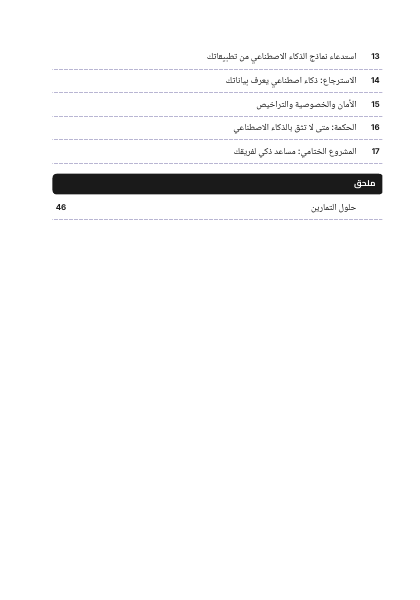 13 استدعاء نماذج الذكاء الاصطناعي من تطبيقاتك
14 الاسترجاع: ذكاء اصطناعي يعرف بياناتك
15 الأمان والخصوصية والتراخيص
16 الحكمة: متى لا تثق بالذكاء الاصطناعي
17 المشروع الختامي: مساعد ذكي لفريقك
ملحق
حلول التمارين 46